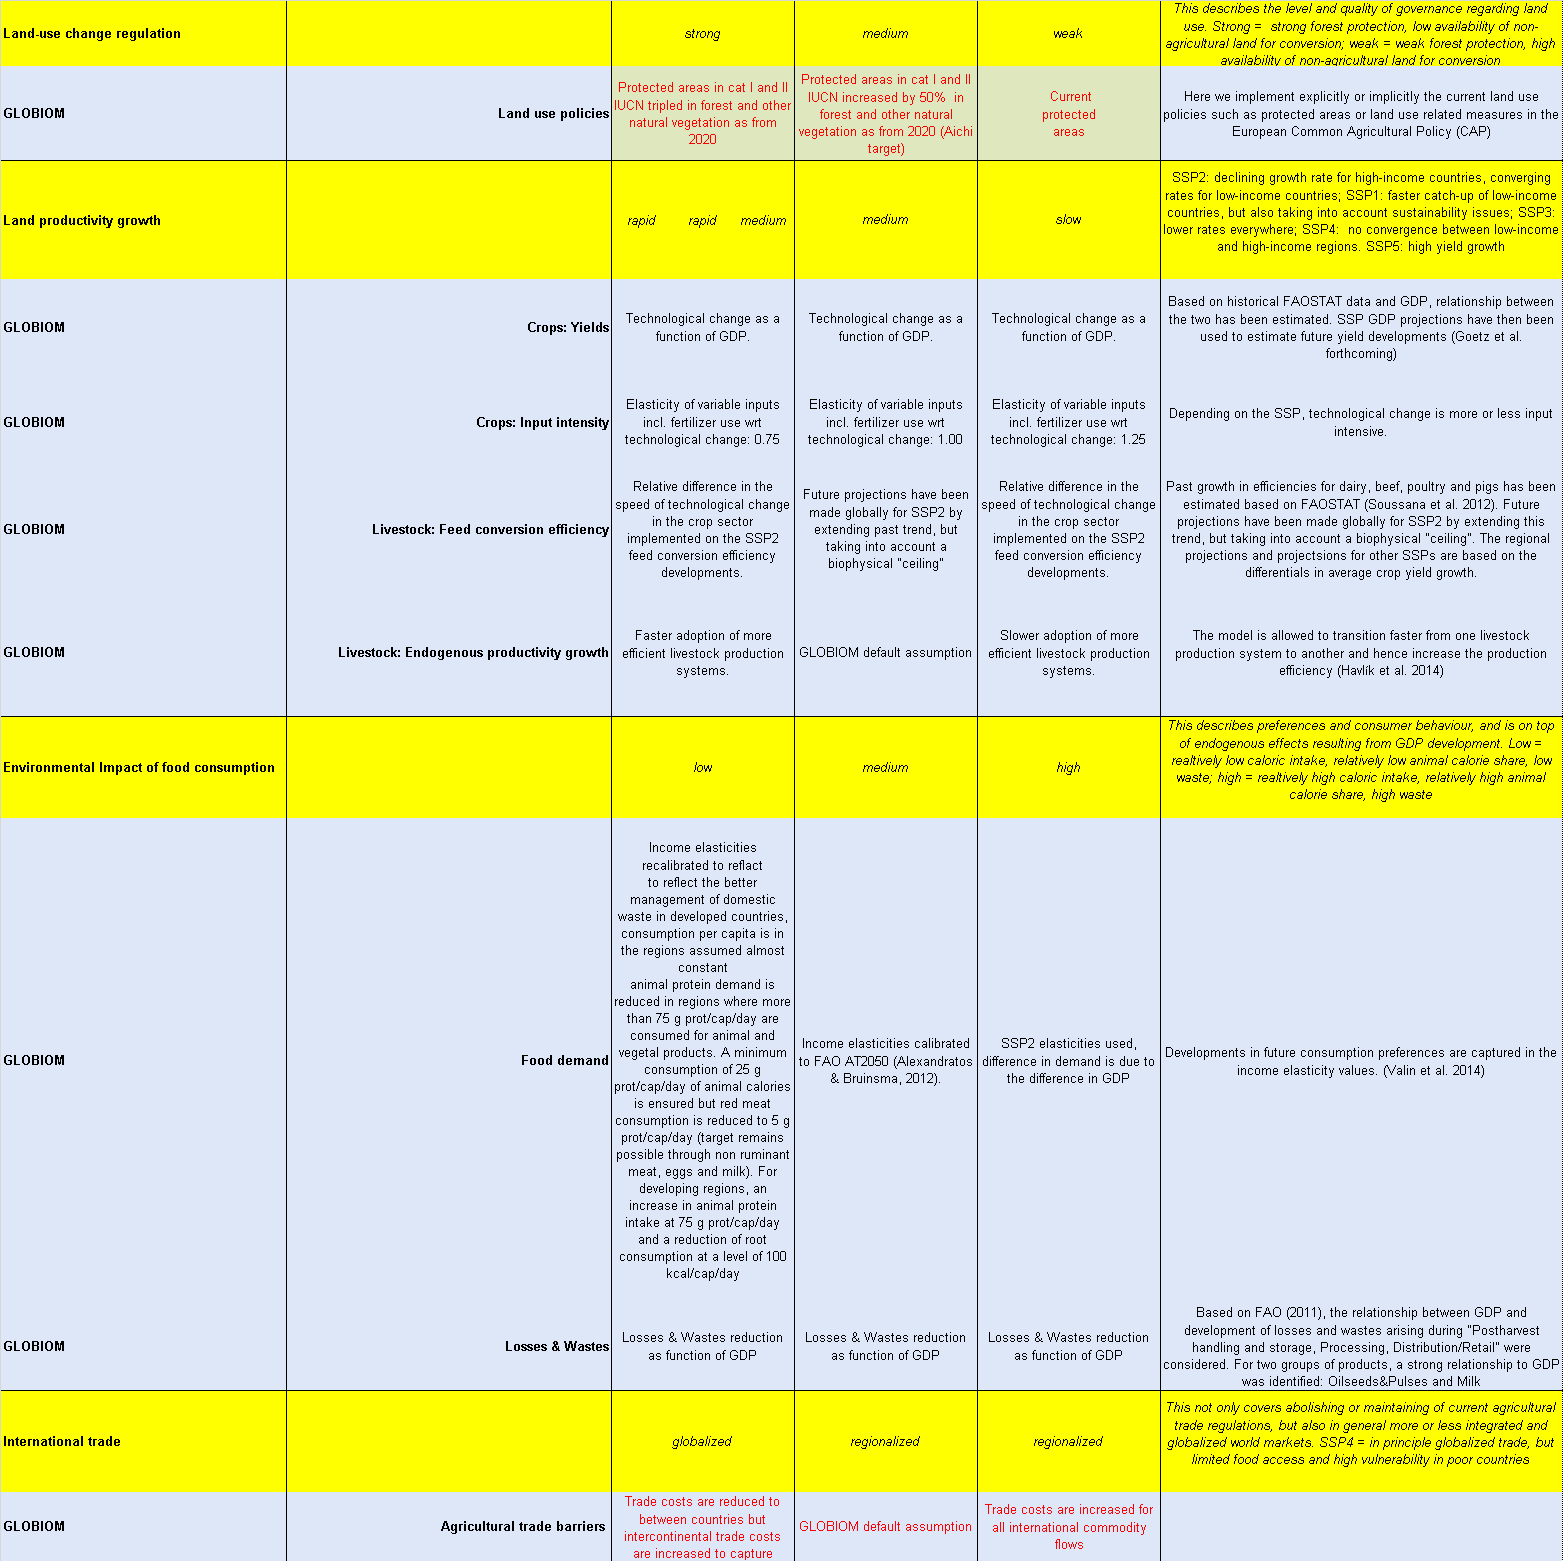 Land-use change regulation
strong
medium
weak
This describes the level and quality of governance regarding land
use. Strong = strong forest protection, low availability of non-
agricultural land for conversion; weak = weak forest protection, high
availability of non-agricultural land for conversion
GLOBIOM
Land use policies
Protected areas in cat I and II
IUCN tripled in forest and other
natural vegetation as from
2020
Protected areas in cat I and II
IUCN increased by 50% in
forest and other natural
vegetation as from 2020 (Aichi
target)
Current
protected
areas
Here we implement explicitly or implicitly the current land use
policies such as protected areas or land use related measures in the
European Common Agricultural Policy (CAP)
Land productivity growth
rapid rapid medium
medium
slow
SSP2: declining growth rate for high-income countries, converging
rates for low-income countries; SSP1: faster catch-up of low-income
countries, but also taking into account sustainability issues; SSP3:
lower rates everywhere; SSP4: no convergence between low-income
and high-income regions. SSP5: high yield growth
GLOBIOM
Crops: Yields
Technological change as a
function of GDP.
Technological change as a
function of GDP.
Technological change as a
function of GDP.
Based on historical FAOSTAT data and GDP, relationship between
the two has been estimated. SSP GDP projections have then been
used to estimate future yield developments (Goetz et al.
forthcoming)
GLOBIOM
Crops: Input intensity
Elasticity of variable inputs
incl. fertilizer use wrt
technological change: 0.75
Elasticity of variable inputs
incl. fertilizer use wrt
technological change: 1.00
Elasticity of variable inputs
incl. fertilizer use wrt
technological change: 1.25
Depending on the SSP, technological change is more or less input
intensive.
GLOBIOM
Livestock: Feed conversion efficiency
Relative difference in the
speed of technological change
in the crop sector
implemented on the SSP2
feed conversion efficiency
developments.
Future projections have been
made globally for SSP2 by
extending past trend, but
taking into account a
biophysical "ceiling"
Relative difference in the
speed of technological change
in the crop sector
implemented on the SSP2
feed conversion efficiency
developments.
Past growth in efficiencies for dairy, beef, poultry and pigs has been
estimated based on FAOSTAT (Soussana et al. 2012). Future
projections have been made globally for SSP2 by extending this
trend, but taking into account a biophysical "ceiling". The regional
projections and projectsions for other SSPs are based on the
differentials in average crop yield growth.
GLOBIOM
Livestock: Endogenous productivity growth
Faster adoption of more
efficient livestock production
systems.
GLOBIOM default assumption
Slower adoption of more
efficient livestock production
systems.
The model is allowed to transition faster from one livestock
production system to another and hence increase the production
efficiency (Havlík et al. 2014)
Environmental Impact of food consumption
low
medium
high
This describes preferences and consumer behaviour, and is on top
of endogenous effects resulting from GDP development. Low =
realtively low caloric intake, relatively low animal calorie share, low
waste; high = realtively high caloric intake, relatively high animal
calorie share, high waste
GLOBIOM
Food demand
Income elasticities
recalibrated to reflact
to reflect the better
management of domestic
waste in developed countries,
consumption per capita is in
the regions assumed almost
constant
animal protein demand is
reduced in regions where more
than 75 g prot/cap/day are
consumed for animal and
vegetal products. A minimum
consumption of 25 g
prot/cap/day of animal calories
is ensured but red meat
consumption is reduced to 5 g
prot/cap/day (target remains
possible through non ruminant
meat, eggs and milk). For
developing regions, an
increase in animal protein
intake at 75 g prot/cap/day
and a reduction of root
consumption at a level of 100
kcal/cap/day
Income elasticities calibrated
to FAO AT2050 (Alexandratos
& Bruinsma, 2012).
SSP2 elasticities used,
difference in demand is due to
the difference in GDP
Developments in future consumption preferences are captured in the
income elasticity values. (Valin et al. 2014)
GLOBIOM
Losses & Wastes
Losses & Wastes reduction
as function of GDP
Losses & Wastes reduction
as function of GDP
Losses & Wastes reduction
as function of GDP
Based on FAO (2011), the relationship between GDP and
development of losses and wastes arising during "Postharvest
handling and storage, Processing, Distribution/Retail" were
considered. For two groups of products, a strong relationship to GDP
was identified: Oilseeds&Pulses and Milk
International trade
globalized
regionalized
regionalized
This not only covers abolishing or maintaining of current agricultural
trade regulations, but also in general more or less integrated and
globalized world markets. SSP4 = in principle globalized trade, but
limited food access and high vulnerability in poor countries
GLOBIOM
Agricultural trade barriers
Trade costs are reduced to
between countries but
intercontinental trade costs
are increased to capture
GLOBIOM default assumption
Trade costs are increased for
all international commodity
flows